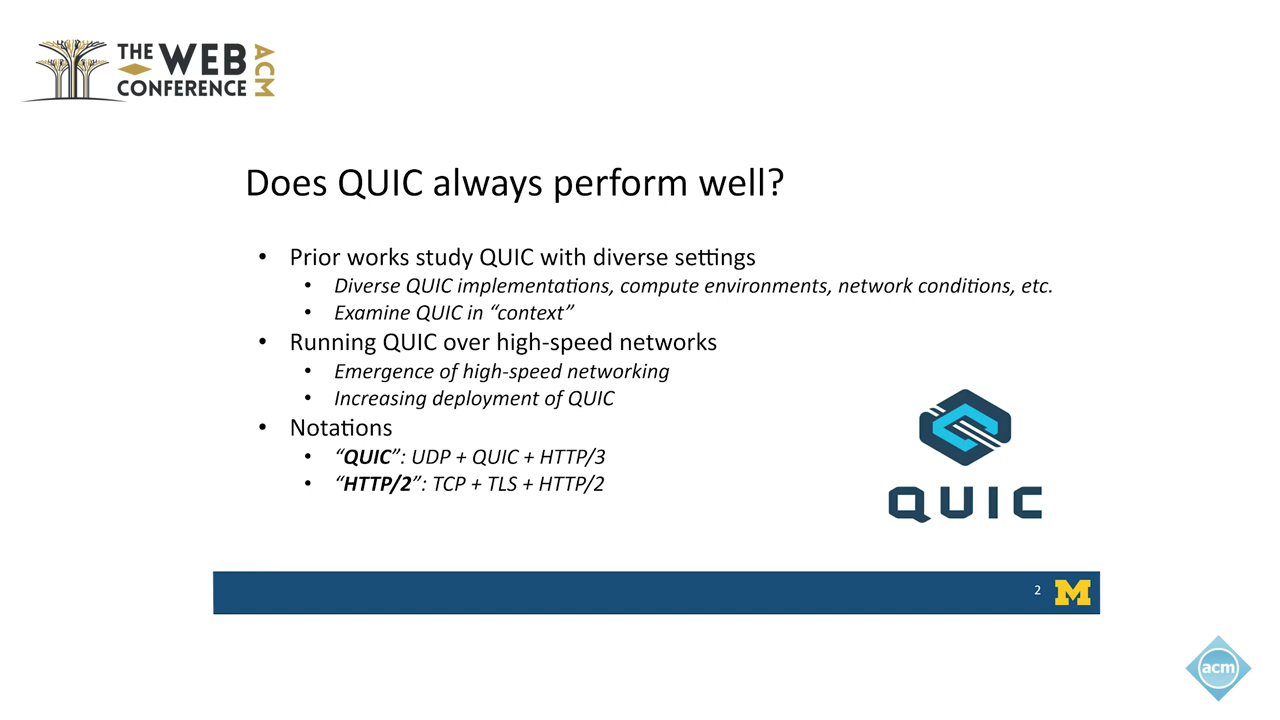 THE WEB
CONFERENCE
ACM
Does QUIC always perform well?
• Prior works study QUIC with diverse settings
• Diverse QUIC implementations, compute environments, network conditions, etc.
• Examine QUIC in “context”
• Running QUIC over high-speed networks
• Emergence of high-speed networking
• Increasing deployment of QUIC
• Notations
• “QUIC”: UDP + QUIC + HTTP/3
• “HTTP/2”: TCP + TLS + HTTP/2
QUIC
2
M
acm